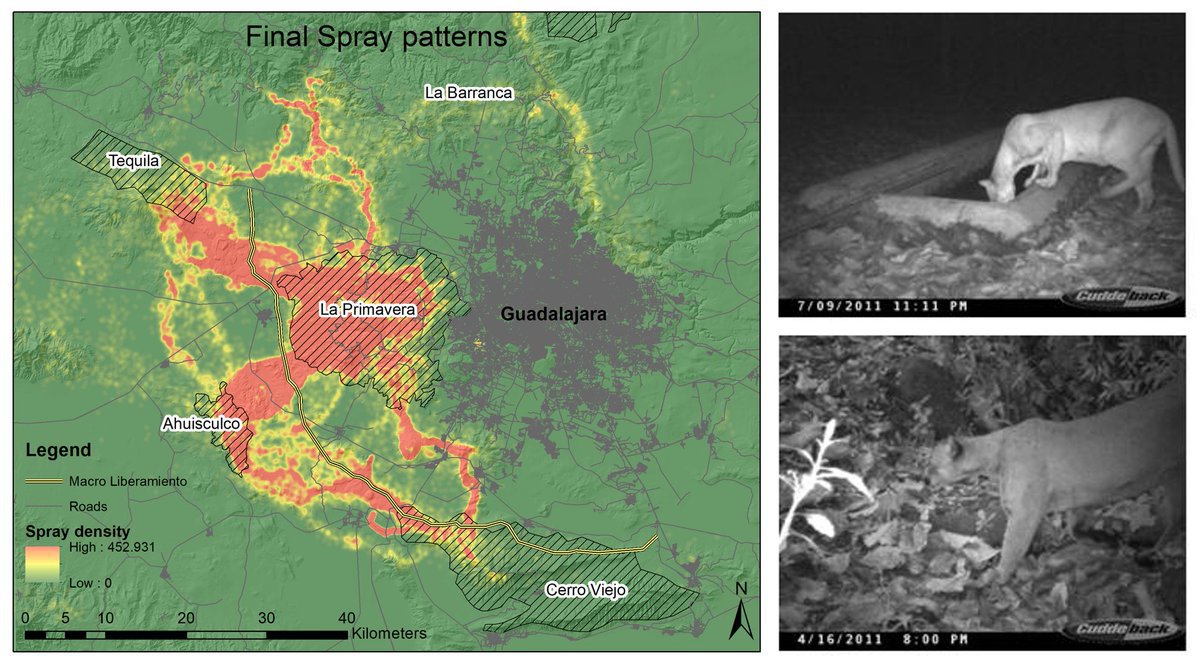 Final Spray patterns
La Barranca
Tequila
La Primavera
Guadalajara
Ahuisculco
Cerro Viejo
Legend
Macro Liberamiento
Roads
Spray density
High : 452.931
Low : 0
0 5 10 20 30 40
Kilometers
N
7/09/2011 11:11 PM
Cuddeback
4/16/2011 8:00 PM
Cuddeback